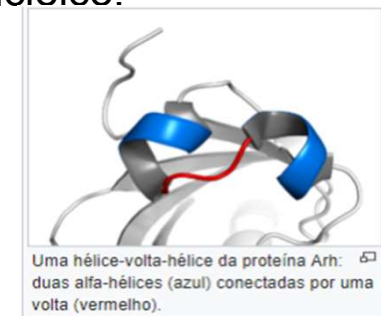 Uma hélice-volta-hélice da proteína Arh:
duas alfa-hélices (azul) conectadas por uma
volta (vermelho).